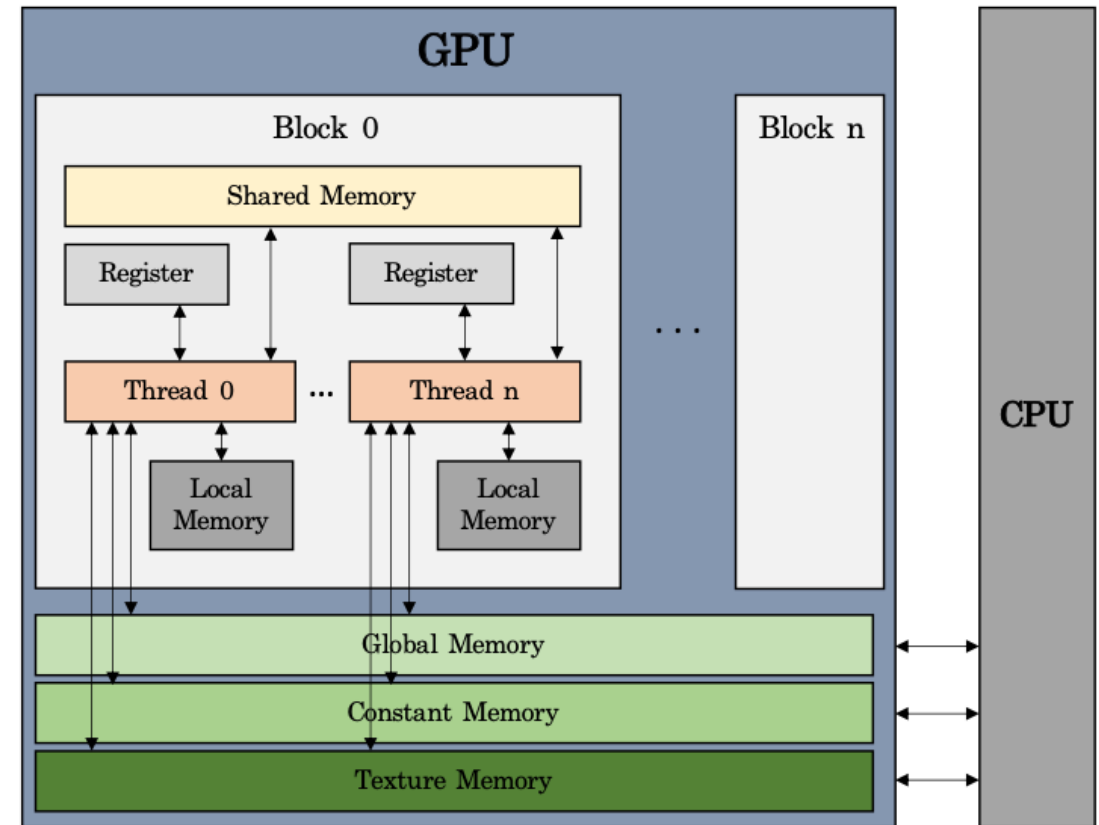 GPU
Block 0
Block n
Shared Memory
Register
Register
. . .
Thread 0
...
Thread n
CPU
Local
Memory
Local
Memory
Global Memory
Constant Memory
Texture Memory